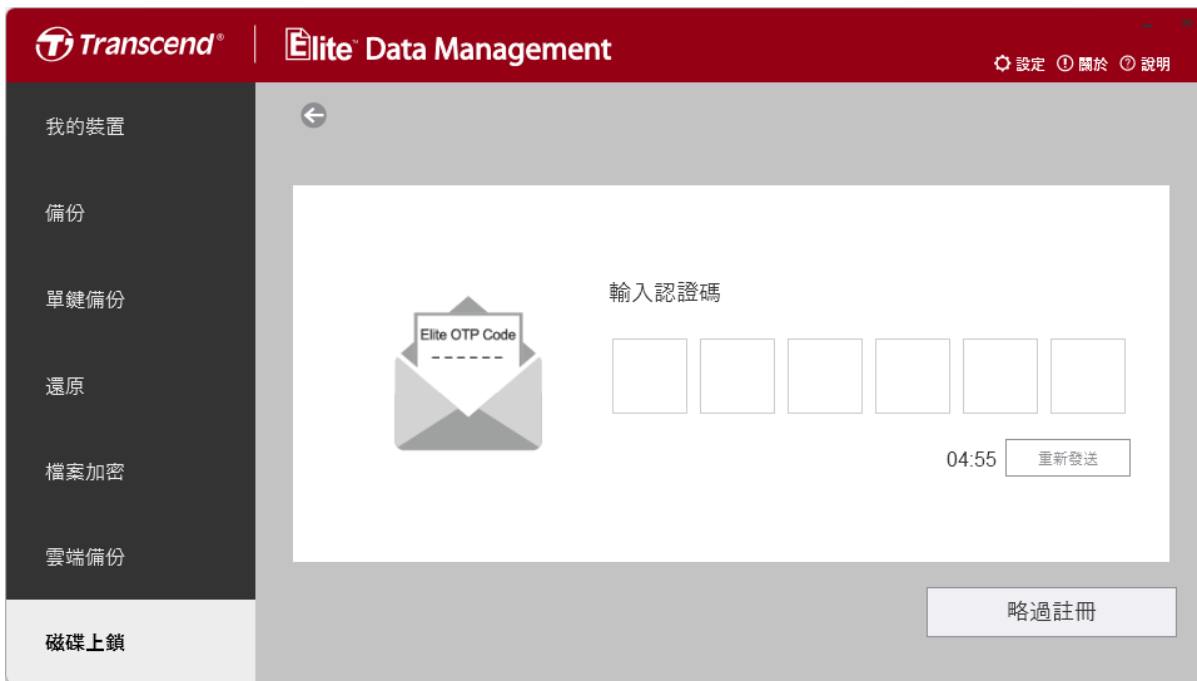 Transcend®
Elite™ Data Management
設定 關於 說明
我的裝置
備份
單鍵備份
還原
檔案加密
雲端備份
磁碟上鎖
Elite OTP Code
輸入認證碼
04:55 重新發送
略過註冊